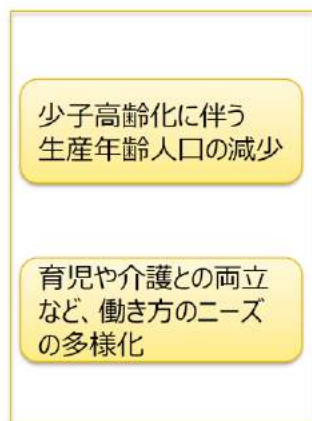 少子高齢化に伴う
生産年齢人口の減少
育児や介護との両立
など、働き方のニーズ
の多様化